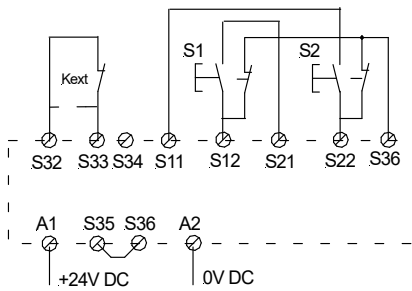 S1 S2
Kext
S32 S33 S34 S11 S12 S21 S22 S36
A1 S35 S36 A2
+24V DC 0V DC